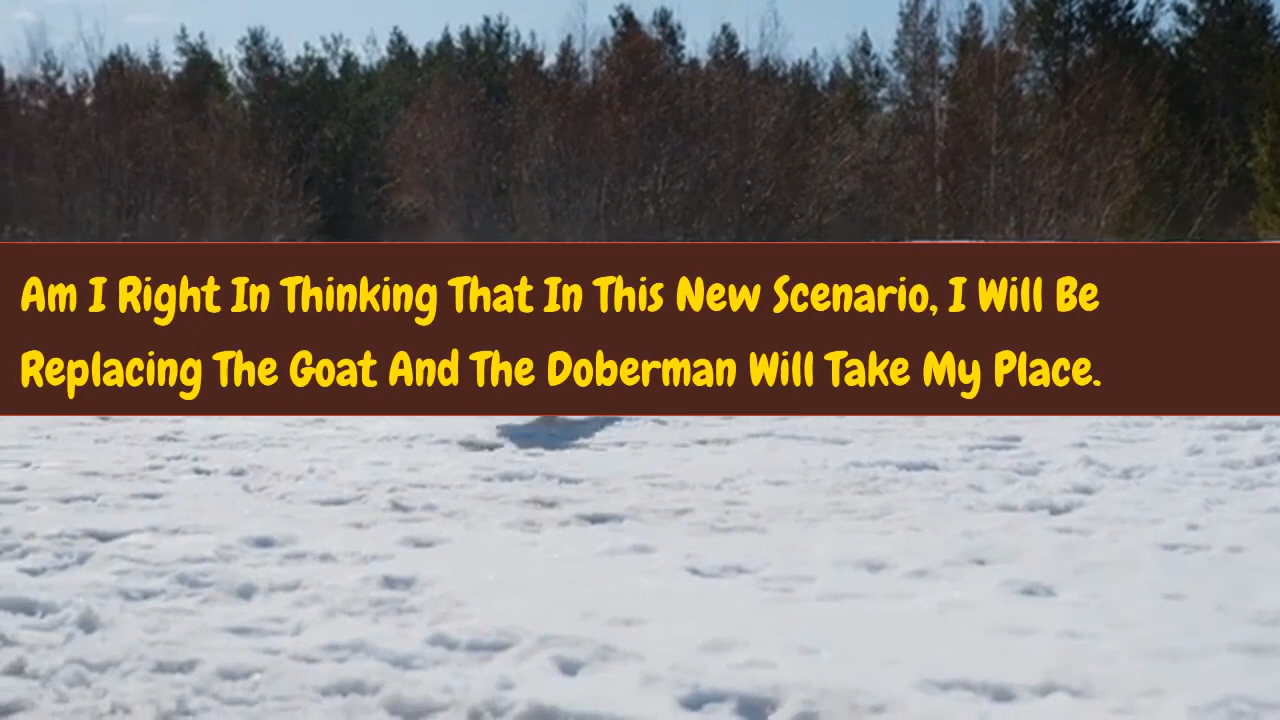 Am I Right In Thinking That In This New Scenario, I Will Be
Replacing The Goat And The Doberman Will Take My Place.